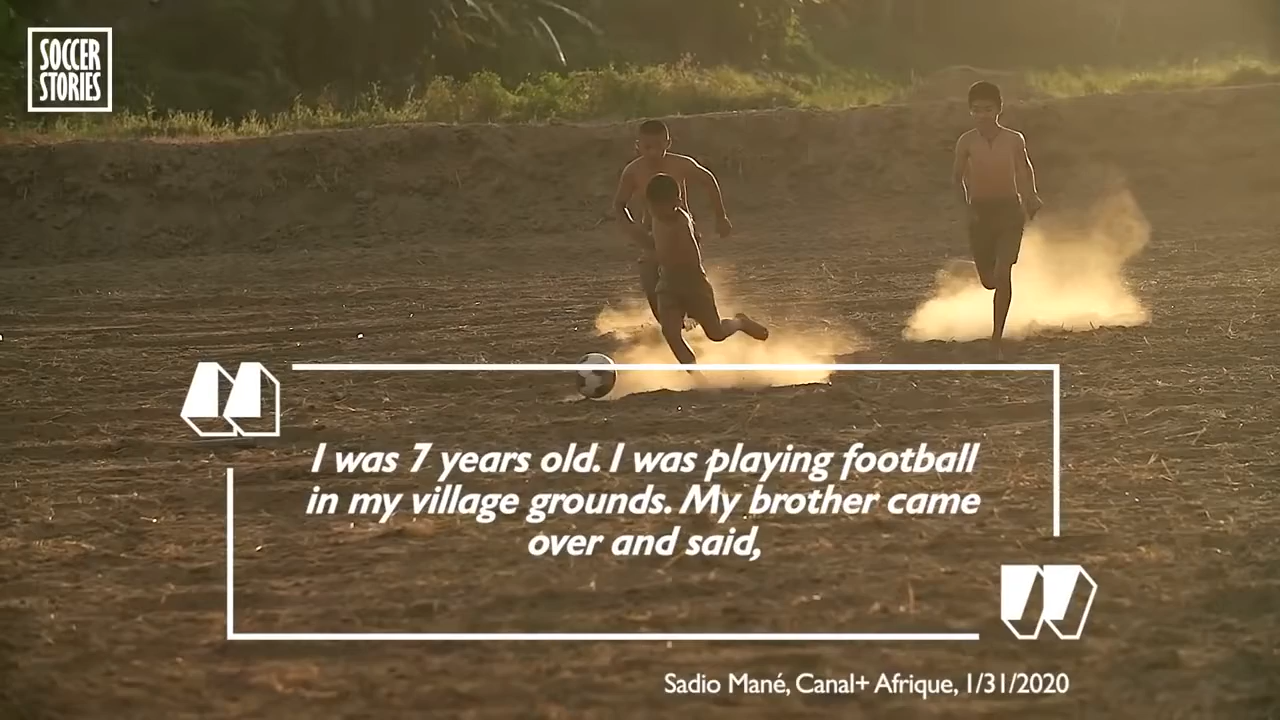 SOCCER
STORIES
I was 7 years old. I was playing football
in my village grounds. My brother came
over and said,
Sadio Mané, Canal+ Afrique, 1/31/2020